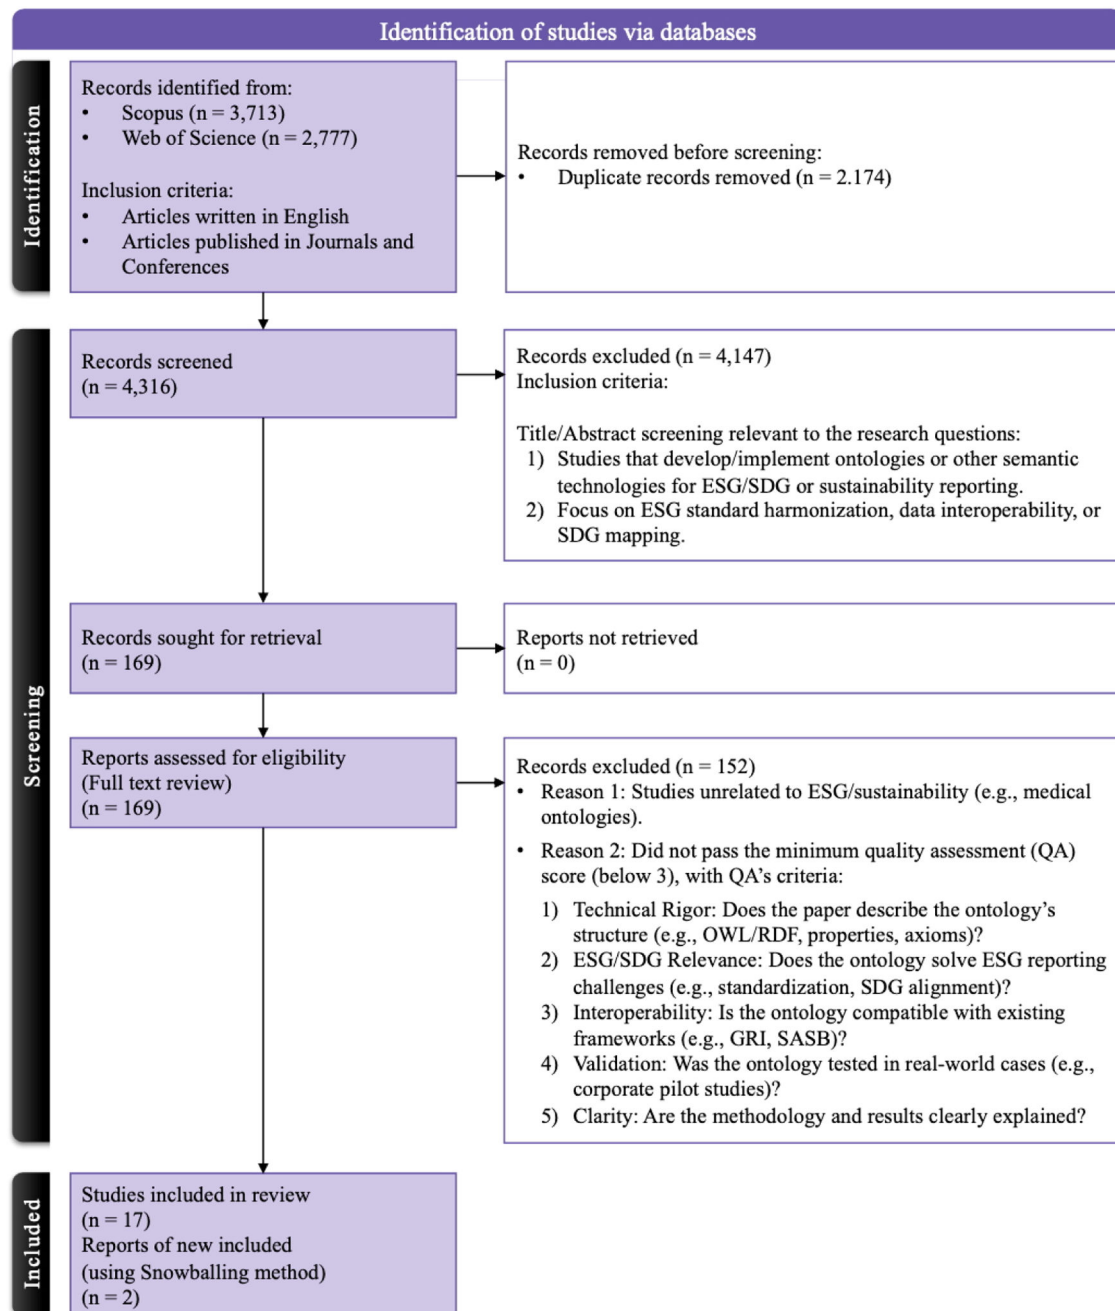 Identification of studies via databases
Identification
Records identified from:
• Scopus (n = 3,713)
• Web of Science (n = 2,777)
Inclusion criteria:
• Articles written in English
• Articles published in Journals and
Conferences
Records removed before screening:
• Duplicate records removed (n = 2.174)
Screening
Records screened
(n = 4,316)
Records excluded (n = 4,147)
Inclusion criteria:
Title/Abstract screening relevant to the research questions:
1) Studies that develop/implement ontologies or other semantic
technologies for ESG/SDG or sustainability reporting.
2) Focus on ESG standard harmonization, data interoperability, or
SDG mapping.
Records sought for retrieval
(n = 169)
Reports not retrieved
(n = 0)
Reports assessed for eligibility
(Full text review)
(n = 169)
Records excluded (n = 152)
• Reason 1: Studies unrelated to ESG/sustainability (e.g., medical
ontologies).
• Reason 2: Did not pass the minimum quality assessment (QA)
score (below 3), with QA's criteria:
1) Technical Rigor: Does the paper describe the ontology's
structure (e.g., OWL/RDF, properties, axioms)?
2) ESG/SDG Relevance: Does the ontology solve ESG reporting
challenges (e.g., standardization, SDG alignment)?
3) Interoperability: Is the ontology compatible with existing
frameworks (e.g., GRI, SASB)?
4) Validation: Was the ontology tested in real-world cases (e.g.,
corporate pilot studies)?
5) Clarity: Are the methodology and results clearly explained?
Included
Studies included in review
(n = 17)
Reports of new included
(using Snowballing method)
(n = 2)